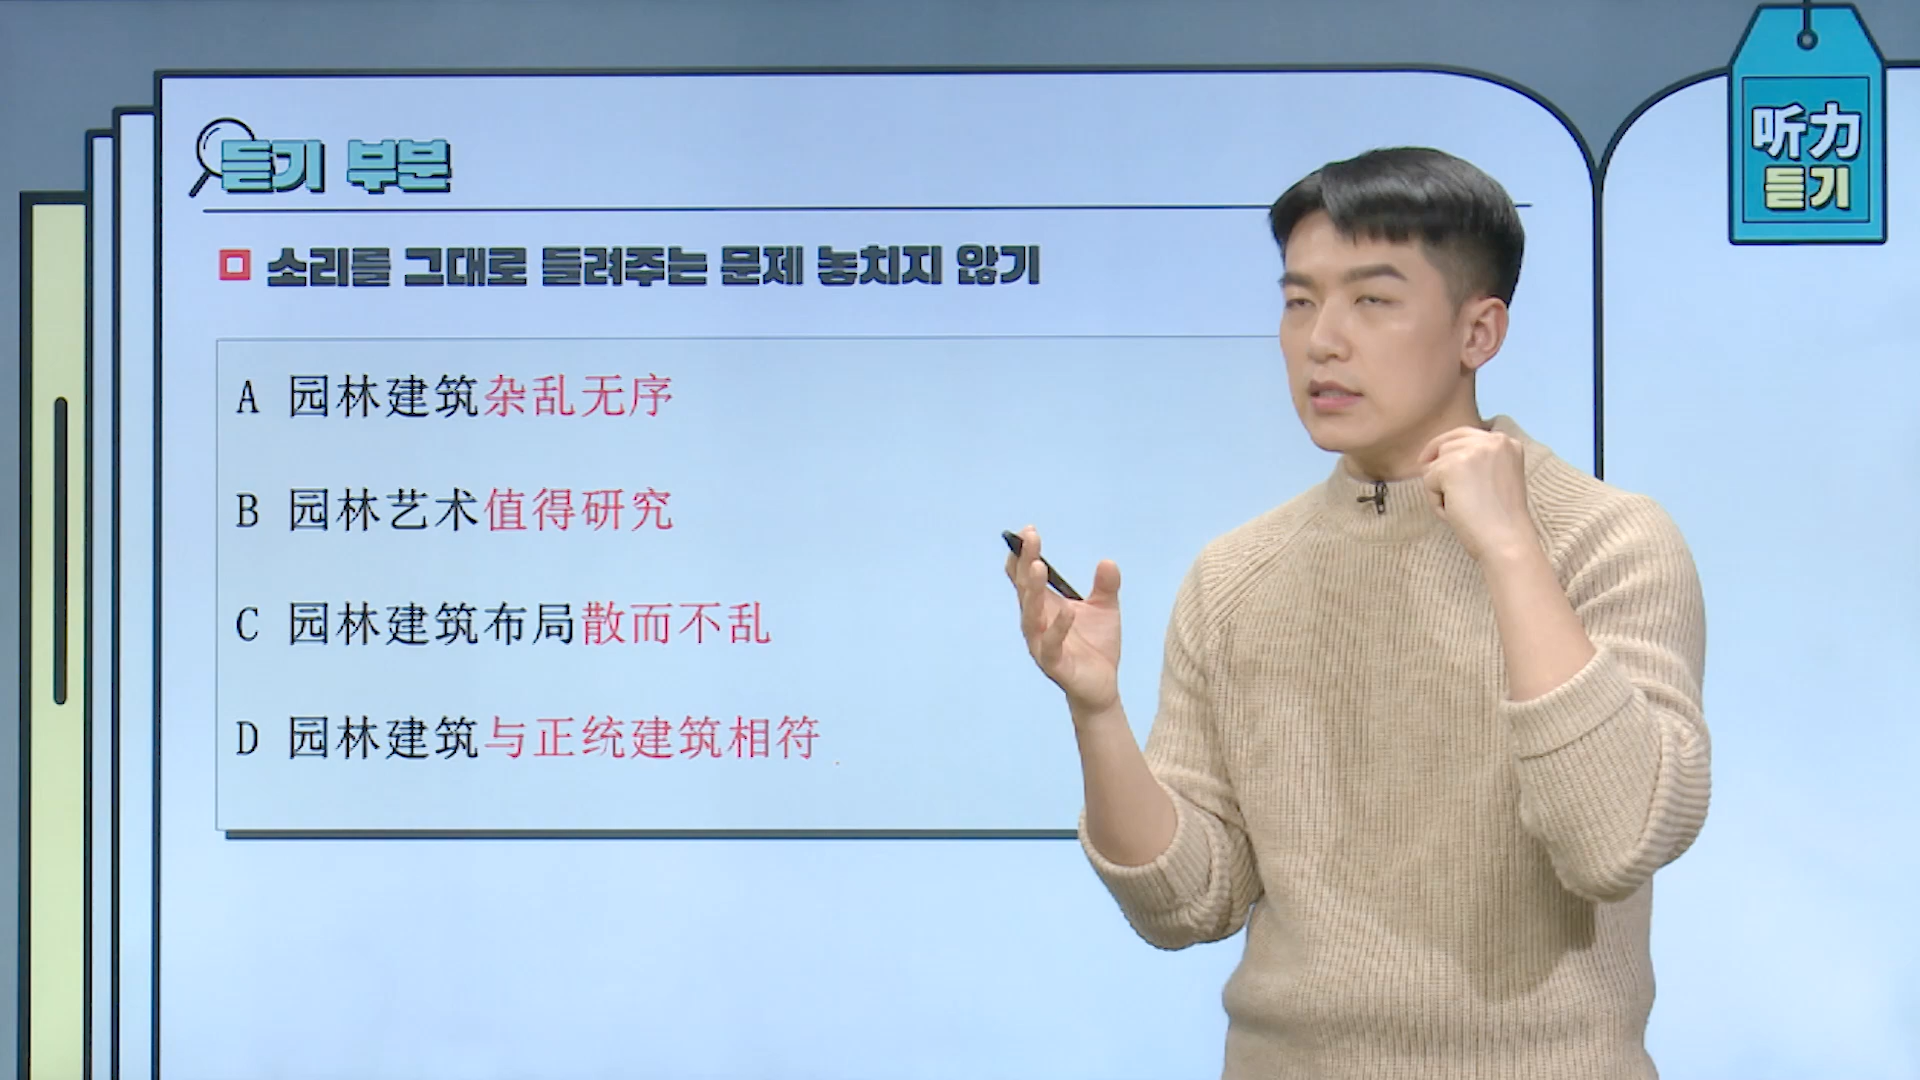 듣기 부분
소리를 그대로 들려주는 문제 놓치지 않기
A 园林建筑杂乱无序
B 园林艺术值得研究
C 园林建筑布局散而不乱
D 园林建筑与正统建筑相符
听力
듣기